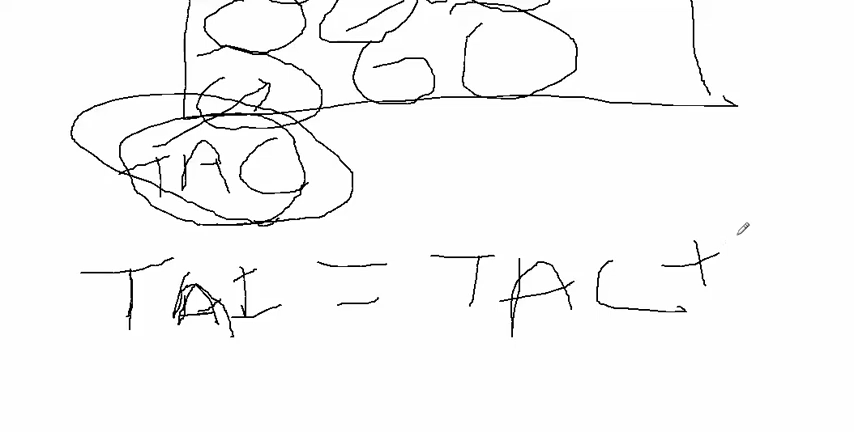 TAC
TAI = TAC +